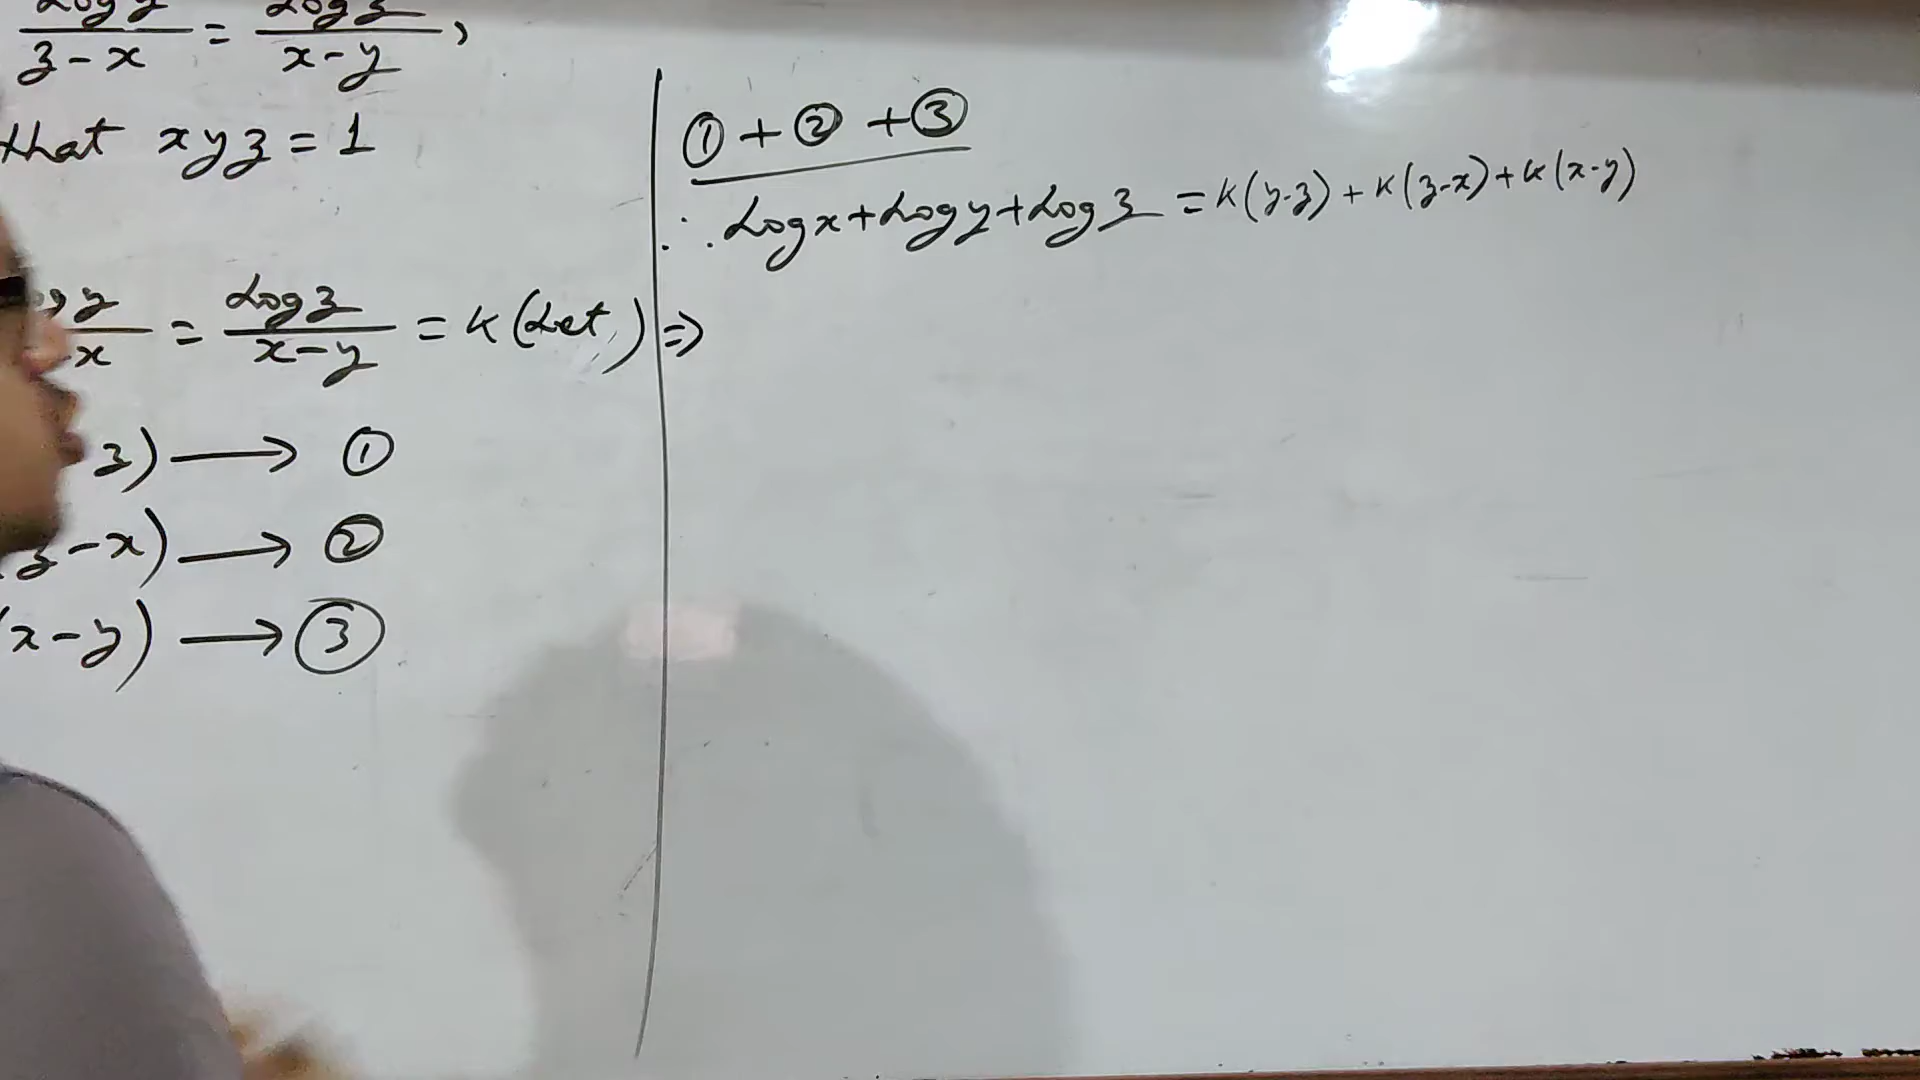 Log y / z - x = Log z / x - y ,
that xyz = 1
y / x = Log z / x - y = k (Let)
z) ⟶ ①
z - x) ⟶ ②
(x - y) ⟶ ③
① + ② + ③
∴ Log x + Log y + Log z = k(y-z) + k(z-x) + k(x-y)
⇒